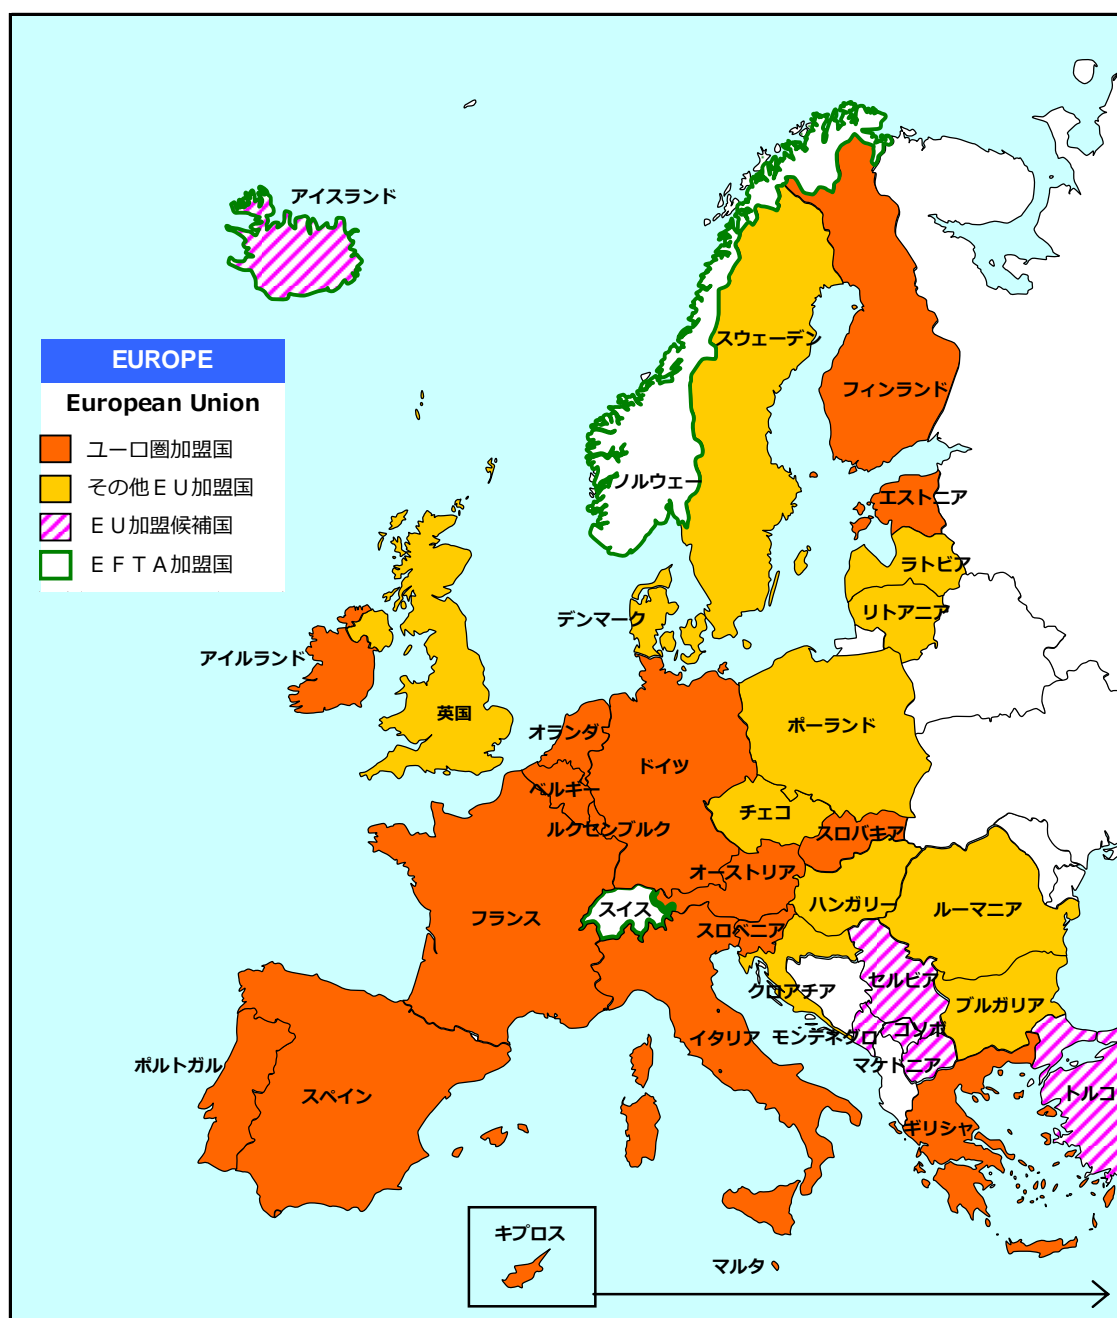 アイスランド
スウェーデン
EUROPE
European Union
フィンランド
ユーロ圏加盟国
その他ＥＵ加盟国
ＥＵ加盟候補国
ＥＦＴＡ加盟国
ノルウェー
エストニア
ラトビア
リトアニア
デンマーク
アイルランド
英国
オランダ
ポーランド
ドイツ
ベルギー
チェコ
ルクセンブルク
スロバキア
オーストリア
スイス
ハンガリー
ルーマニア
フランス
スロベニア
セルビア
クロアチア
ブルガリア
コソボ
イタリア
モンテネグロ
ポルトガル
マケドニア
スペイン
トルコ
ギリシャ
キプロス
マルタ